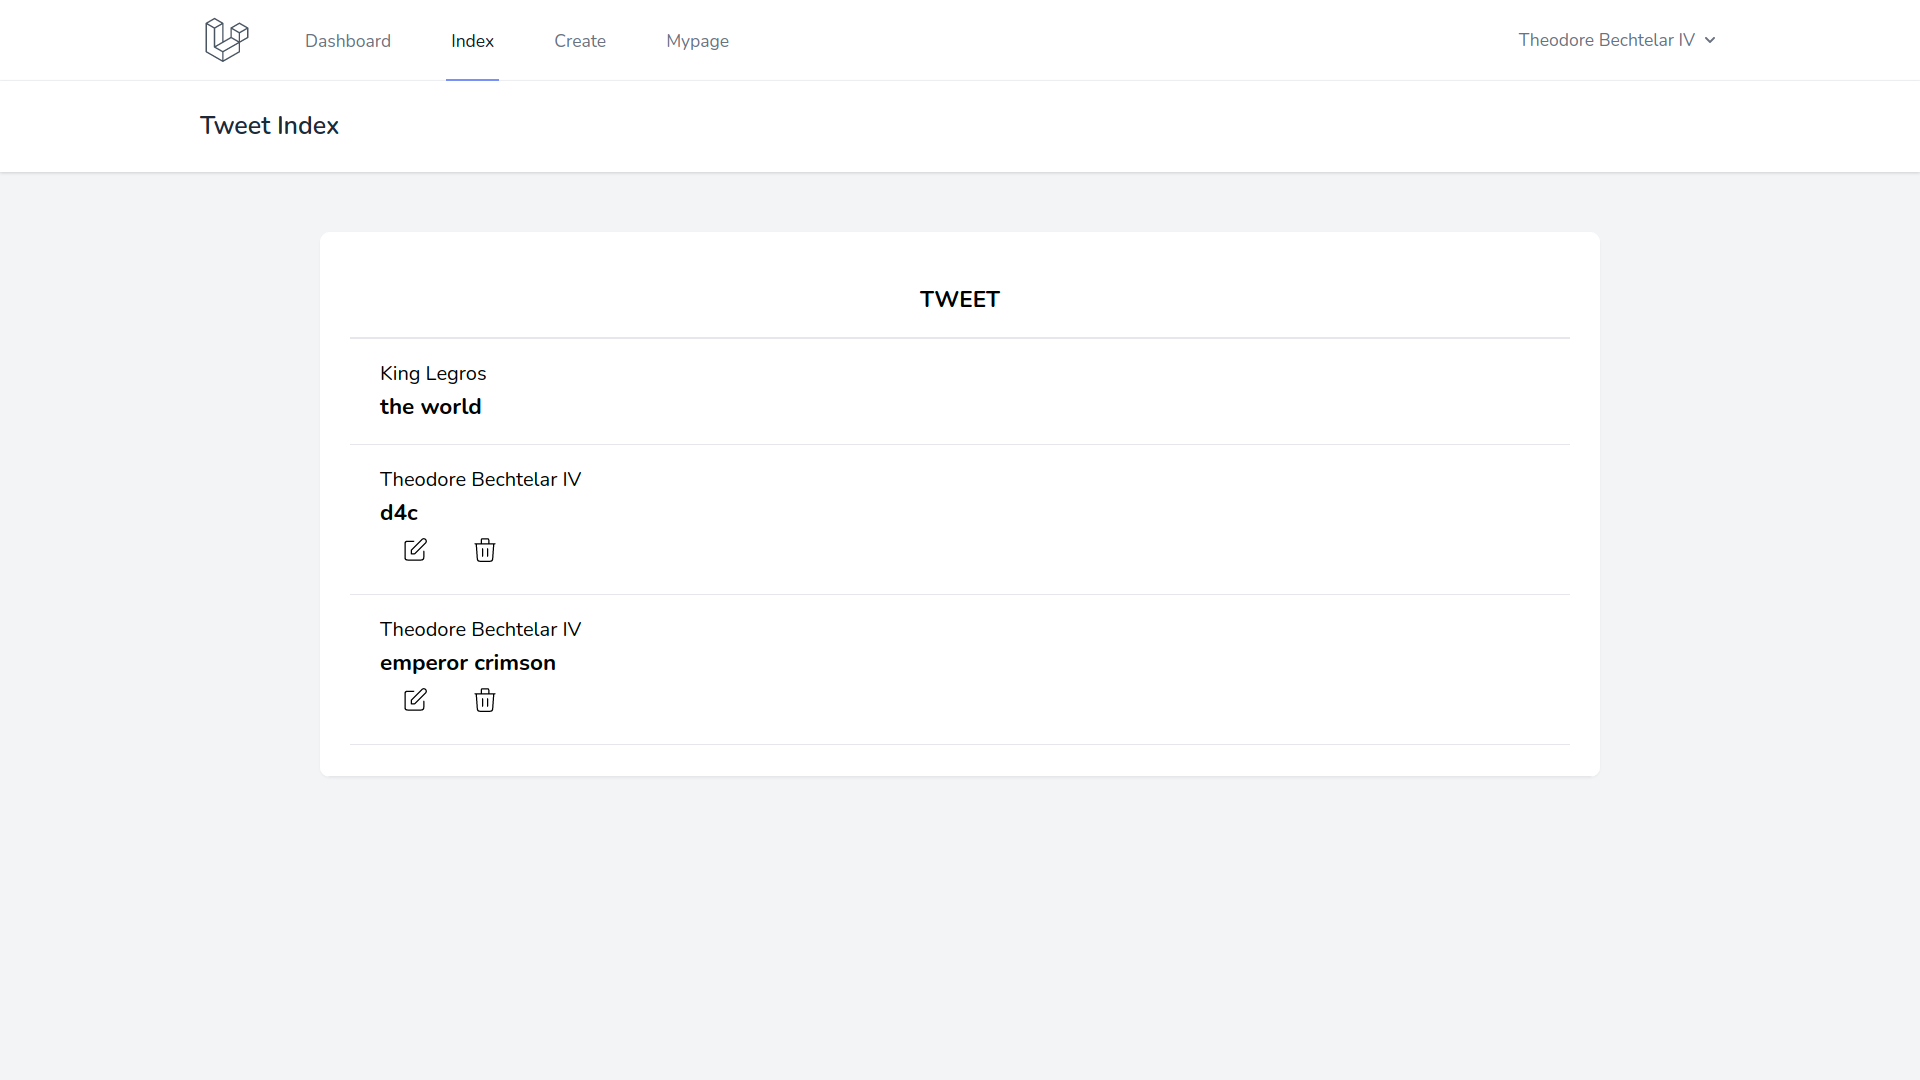 Dashboard
Index
Create
Mypage
Theodore Bechtelar IV
Tweet Index
TWEET
King Legros
the world
Theodore Bechtelar IV
d4c
Theodore Bechtelar IV
emperor crimson